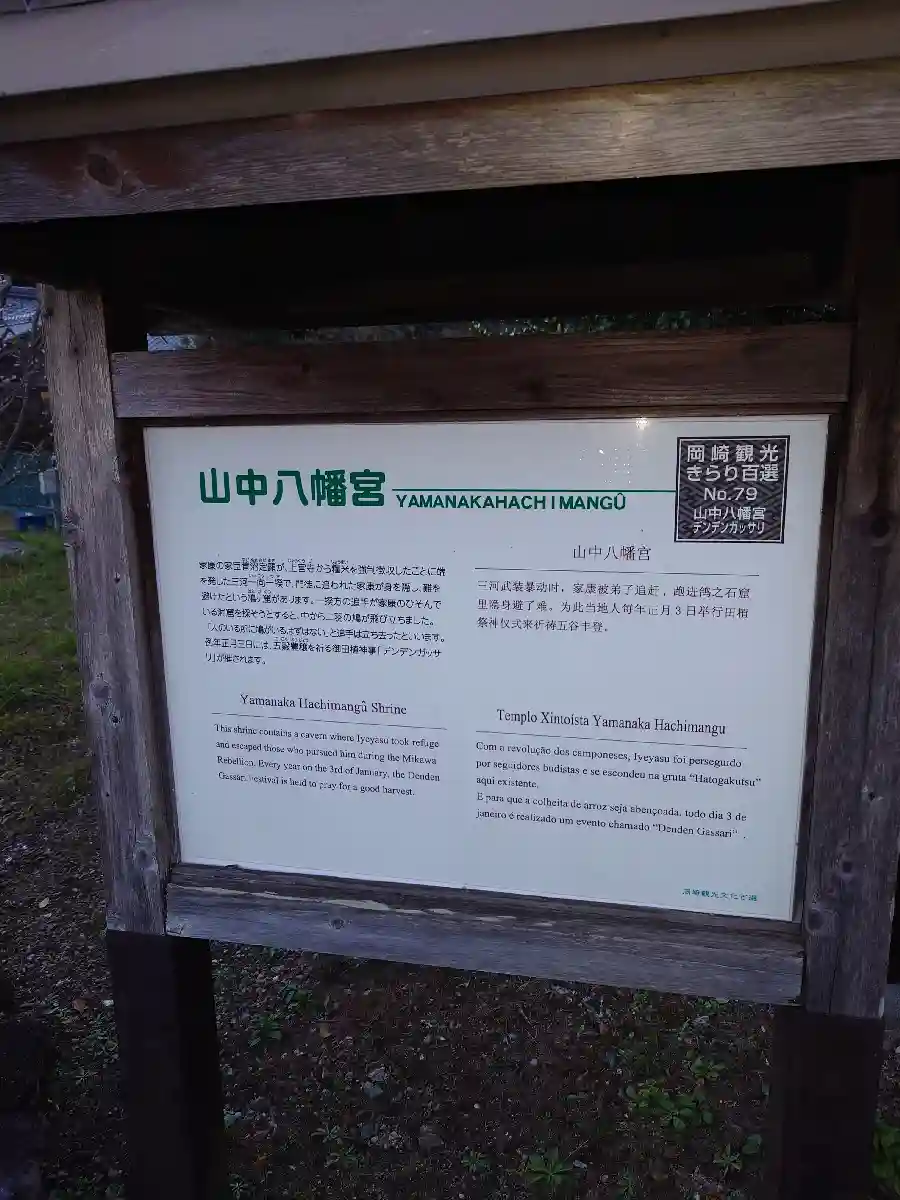 山中八幡宮
YAMANAKAHACHIMANGÛ
岡崎観光
きらり百選
No.79
山中八幡宮
デンデンガッサリ
家康の家臣菅沼定顕が、上宮寺から糧米を強引徴収したことに端
を発した三河一向一揆で、門徒に追われた家康が身を隠し、難を
避けたという鳩ヶ窟があります。一揆方の追手が家康のひそんで
いる洞窟を探そうとすると、中から二羽の鳩が飛び立ちました。
「人のいる所に鳩がいるはずはない」と追手は立ち去ったといいます。
例年正月三日には、五穀豊穣を祈る御田植神事「デンデンガッサ
リ」が催されます。
山中八幡宮
三河武装暴动时，家康被弟子追赶，跑进鸽之石窟
里隐身避了难。为此当地人每年正月3日举行田植
祭神仪式来祈祷五谷丰登。
Yamanaka Hachimangû Shrine
This shrine contains a cavern where Iyeyasu took refuge
and escaped those who pursued him during the Mikawa
Rebellion. Every year on the 3rd of January, the Denden
Gassari Festival is held to pray for a good harvest.
Templo Xintoísta Yamanaka Hachimangu
Com a revolução dos camponeses, Iyeyasu foi perseguido
por seguidores budistas e se escondeu na gruta “Hatogakutsu”
aqui existente.
E para que a colheita de arroz seja abençoada, todo dia 3 de
janeiro é realizado um evento chamado “Denden Gassari” .